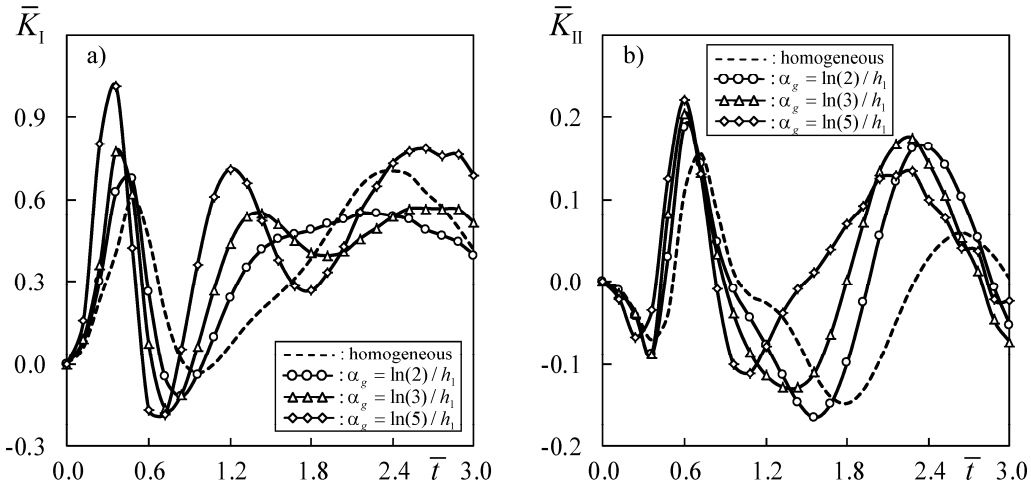 K̅I
a)
0.9
0.6
0.3
0.0
-0.3
0.0 0.6 1.2 1.8 2.4 t̅ 3.0
: homogeneous
: αg = ln(2) / h1
: αg = ln(3) / h1
: αg = ln(5) / h1
K̅II
b)
: homogeneous
: αg = ln(2) / h1
: αg = ln(3) / h1
: αg = ln(5) / h1
0.2
0.1
0.0
-0.1
-0.2
0.0 0.6 1.2 1.8 2.4 t̅ 3.0